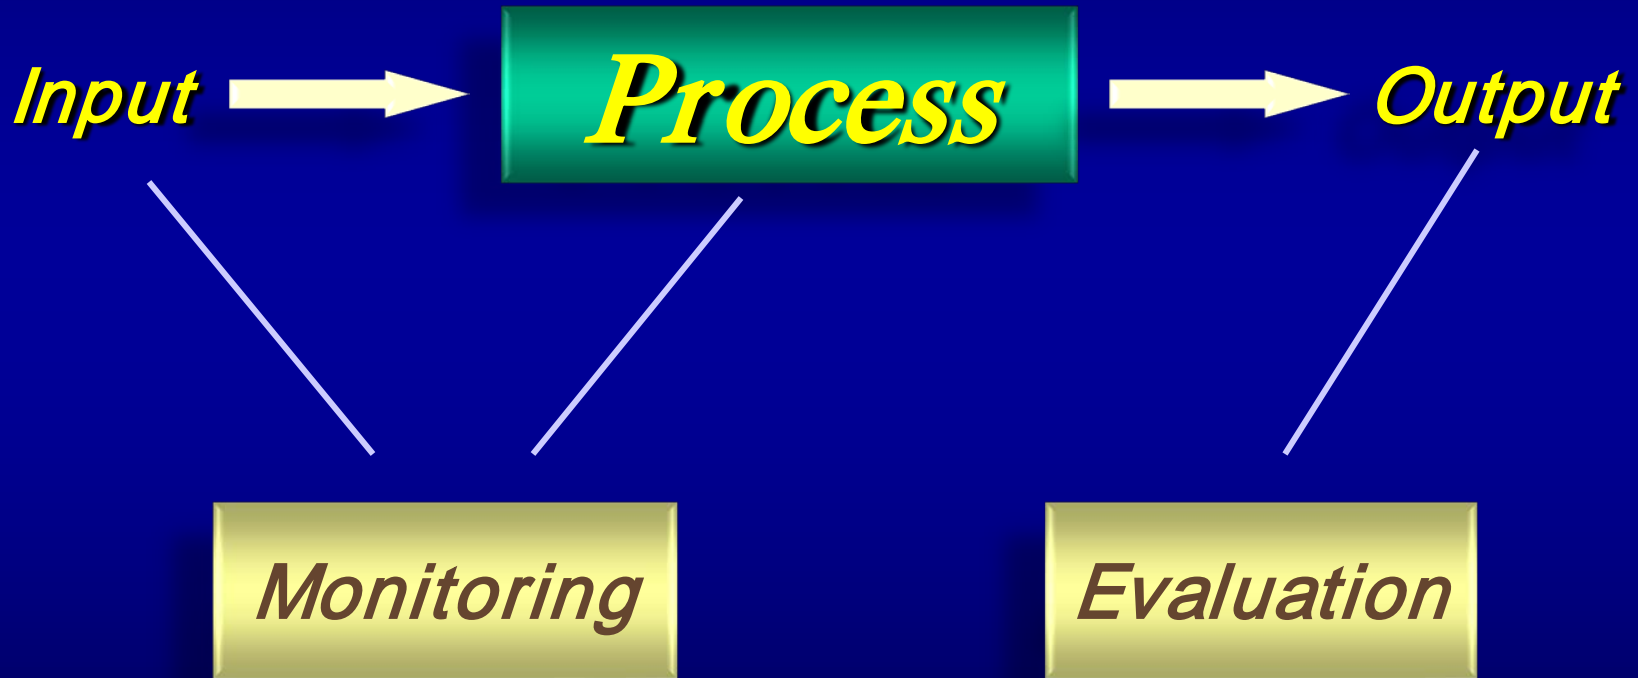 Input
Process
Output
Monitoring
Evaluation